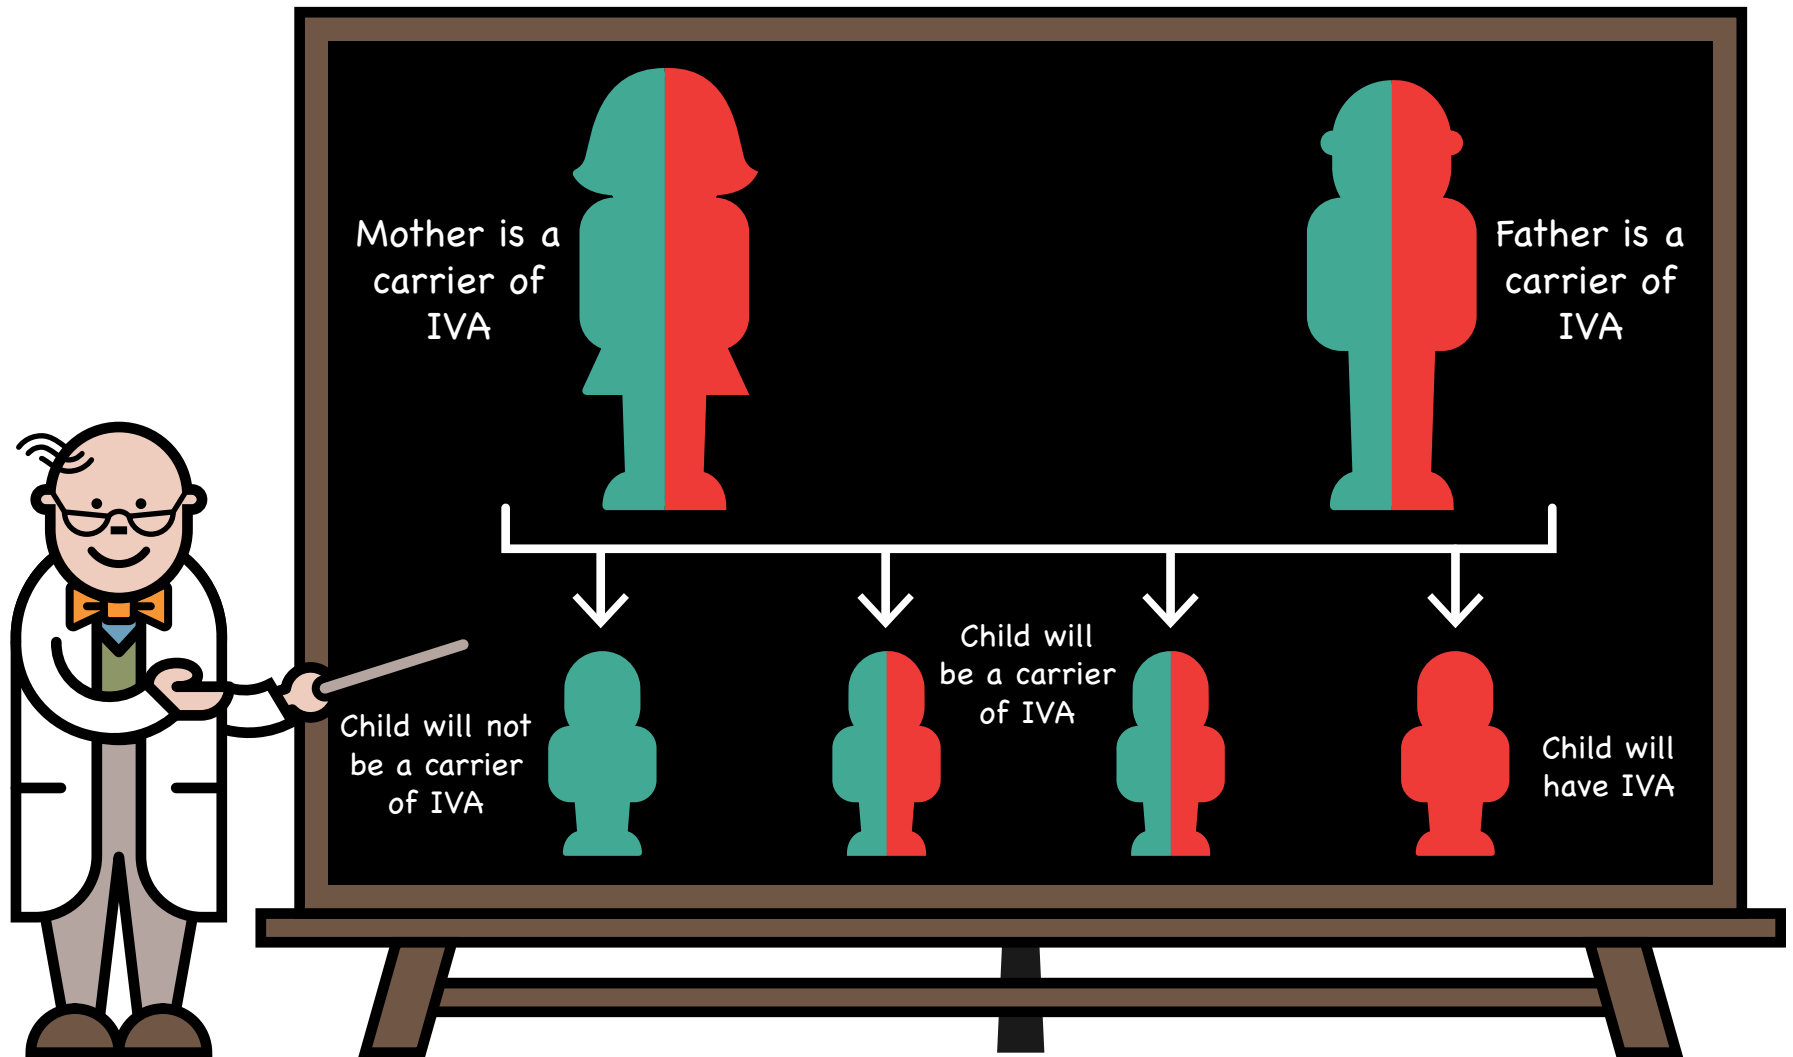 Mother is a
carrier of
IVA
Father is a
carrier of
IVA
Child will not
be a carrier
of IVA
Child will
be a carrier
of IVA
Child will
have IVA